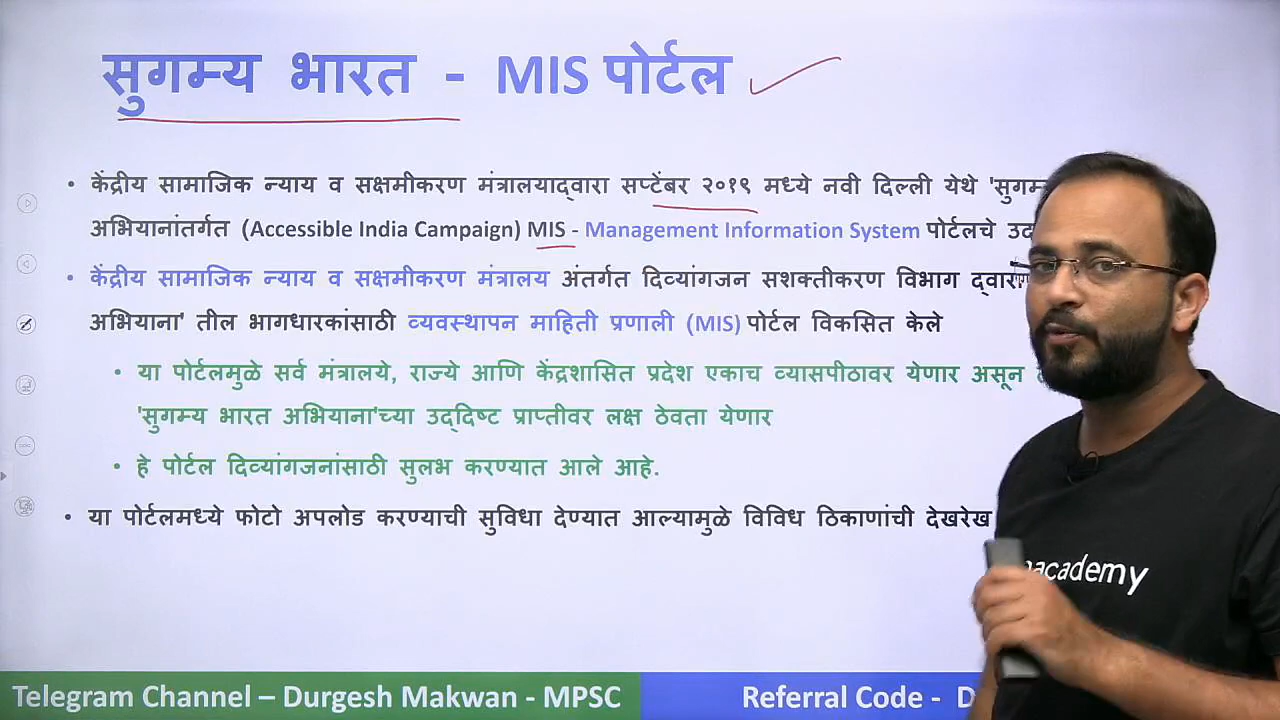 सुगम्य भारत - MIS पोर्टल
• केंद्रीय सामाजिक न्याय व सक्षमीकरण मंत्रालयाद्वारा सप्टेंबर २०१९ मध्ये नवी दिल्ली येथे
अभियानांतर्गत (Accessible India Campaign) MIS - Management Information System पोर्टलचे
• केंद्रीय सामाजिक न्याय व सक्षमीकरण मंत्रालय अंतर्गत दिव्यांगजन सशक्तीकरण विभाग द्वारा
अभियाना' तील भागधारकांसाठी व्यवस्थापन माहिती प्रणाली (MIS) पोर्टल विकसित केले
• या पोर्टलमुळे सर्व मंत्रालये, राज्ये आणि केंद्रशासित प्रदेश एकाच व्यासपीठावर येणार असून
'सुगम्य भारत अभियाना'च्या उद्दिष्ट प्राप्तीवर लक्ष ठेवता येणार
• हे पोर्टल दिव्यांगजनांसाठी सुलभ करण्यात आले आहे.
• या पोर्टलमध्ये फोटो अपलोड करण्याची सुविधा देण्यात आल्यामुळे विविध ठिकाणांची देखरेख
academy
Telegram Channel – Durgesh Makwan - MPSC
Referral Code -